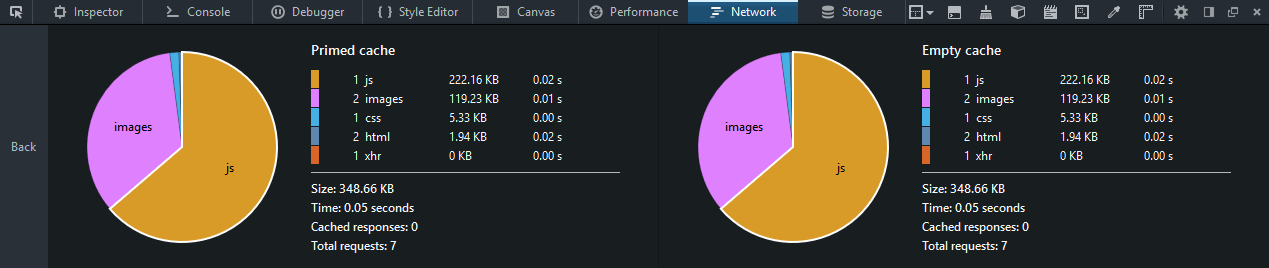 Inspector Console Debugger { } Style Editor Canvas Performance Network Storage
Back
Primed cache
images
js
1 js 222.16 KB 0.02 s
2 images 119.23 KB 0.01 s
1 css 5.33 KB 0.00 s
2 html 1.94 KB 0.02 s
1 xhr 0 KB 0.00 s
Size: 348.66 KB
Time: 0.05 seconds
Cached responses: 0
Total requests: 7
Empty cache
images
js
1 js 222.16 KB 0.02 s
2 images 119.23 KB 0.01 s
1 css 5.33 KB 0.00 s
2 html 1.94 KB 0.02 s
1 xhr 0 KB 0.00 s
Size: 348.66 KB
Time: 0.05 seconds
Cached responses: 0
Total requests: 7